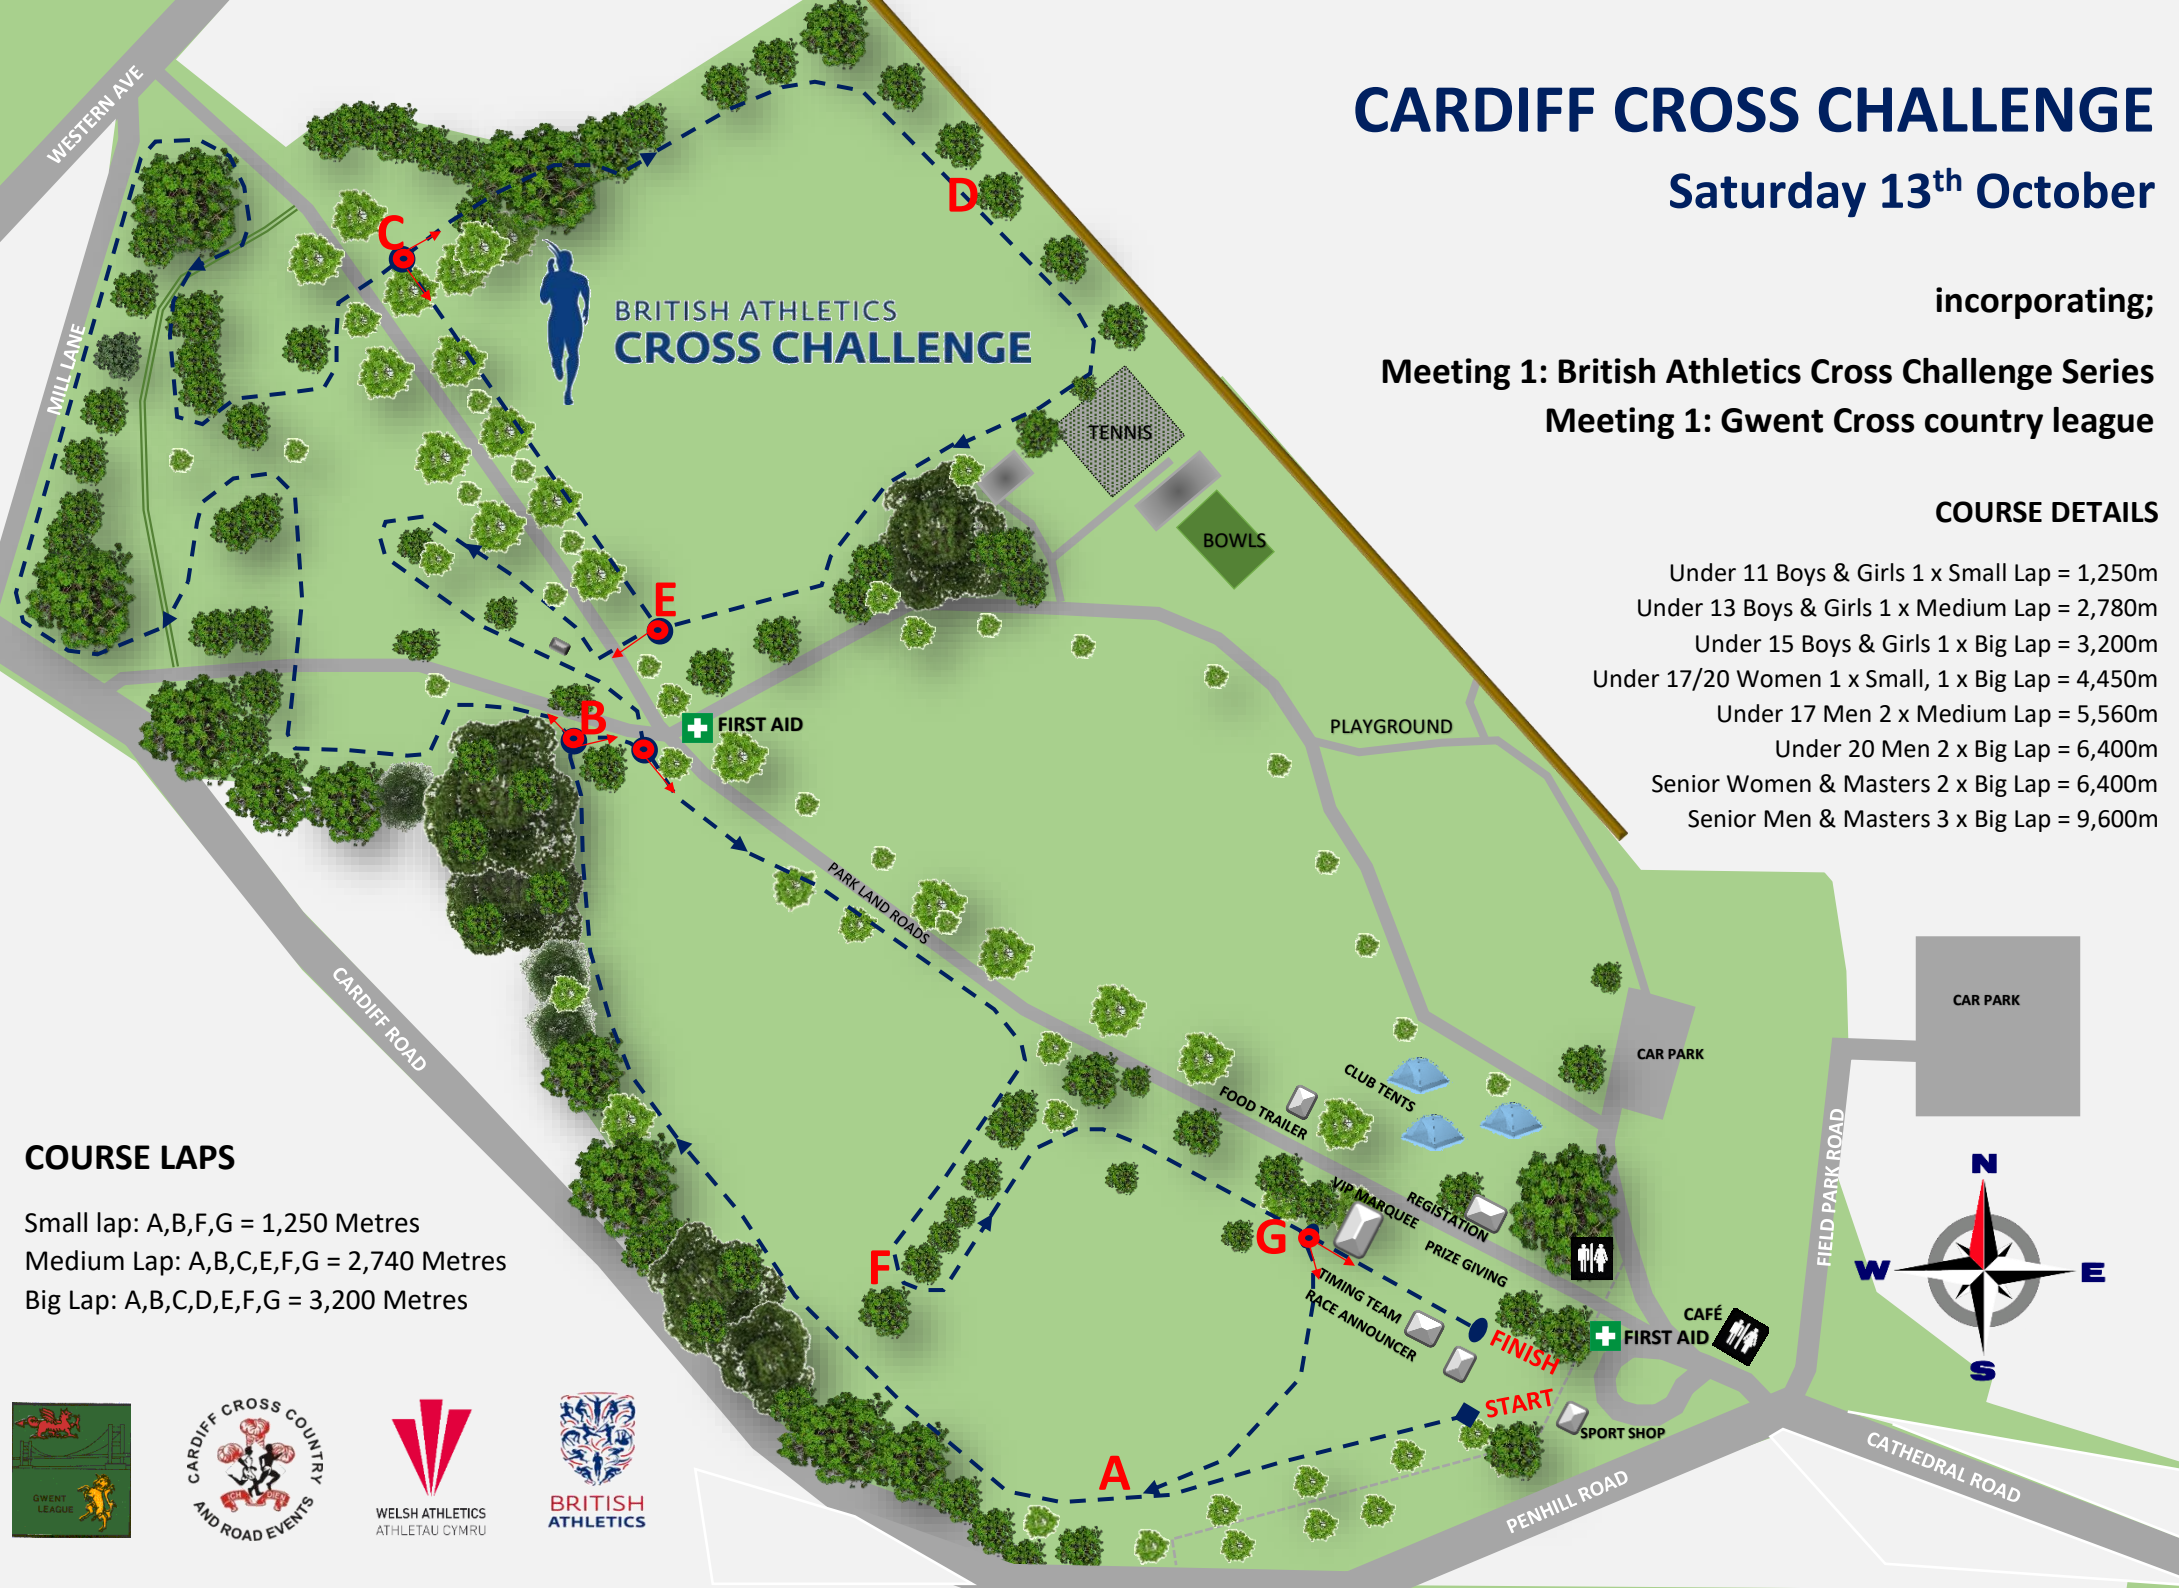 CARDIFF CROSS CHALLENGE
Saturday 13th October
incorporating;
Meeting 1: British Athletics Cross Challenge Series
Meeting 1: Gwent Cross country league
COURSE DETAILS
Under 11 Boys & Girls 1 x Small Lap = 1,250m
Under 13 Boys & Girls 1 x Medium Lap = 2,780m
Under 15 Boys & Girls 1 x Big Lap = 3,200m
Under 17/20 Women 1 x Small, 1 x Big Lap = 4,450m
Under 17 Men 2 x Medium Lap = 5,560m
Under 20 Men 2 x Big Lap = 6,400m
Senior Women & Masters 2 x Big Lap = 6,400m
Senior Men & Masters 3 x Big Lap = 9,600m
WESTERN AVE
MILL LANE
C
D
BRITISH ATHLETICS
CROSS CHALLENGE
TENNIS
BOWLS
E
B
FIRST AID
PLAYGROUND
PARK LAND ROADS
CARDIFF ROAD
CAR PARK
CAR PARK
CLUB TENTS
FOOD TRAILER
VIP MARQUEE
REGISTATION
PRIZE GIVING
FIELD PARK ROAD
F
G
TIMING TEAM
RACE ANNOUNCER
FINISH
START
CAFÉ
FIRST AID
SPORT SHOP
A
PENHILL ROAD
CATHEDRAL ROAD
N
W
E
S
COURSE LAPS
Small lap: A,B,F,G = 1,250 Metres
Medium Lap: A,B,C,E,F,G = 2,740 Metres
Big Lap: A,B,C,D,E,F,G = 3,200 Metres
GWENT
LEAGUE
CARDIFF CROSS COUNTRY
ICH DIEN
AND ROAD EVENTS
WELSH ATHLETICS
ATHLETAU CYMRU
BRITISH
ATHLETICS